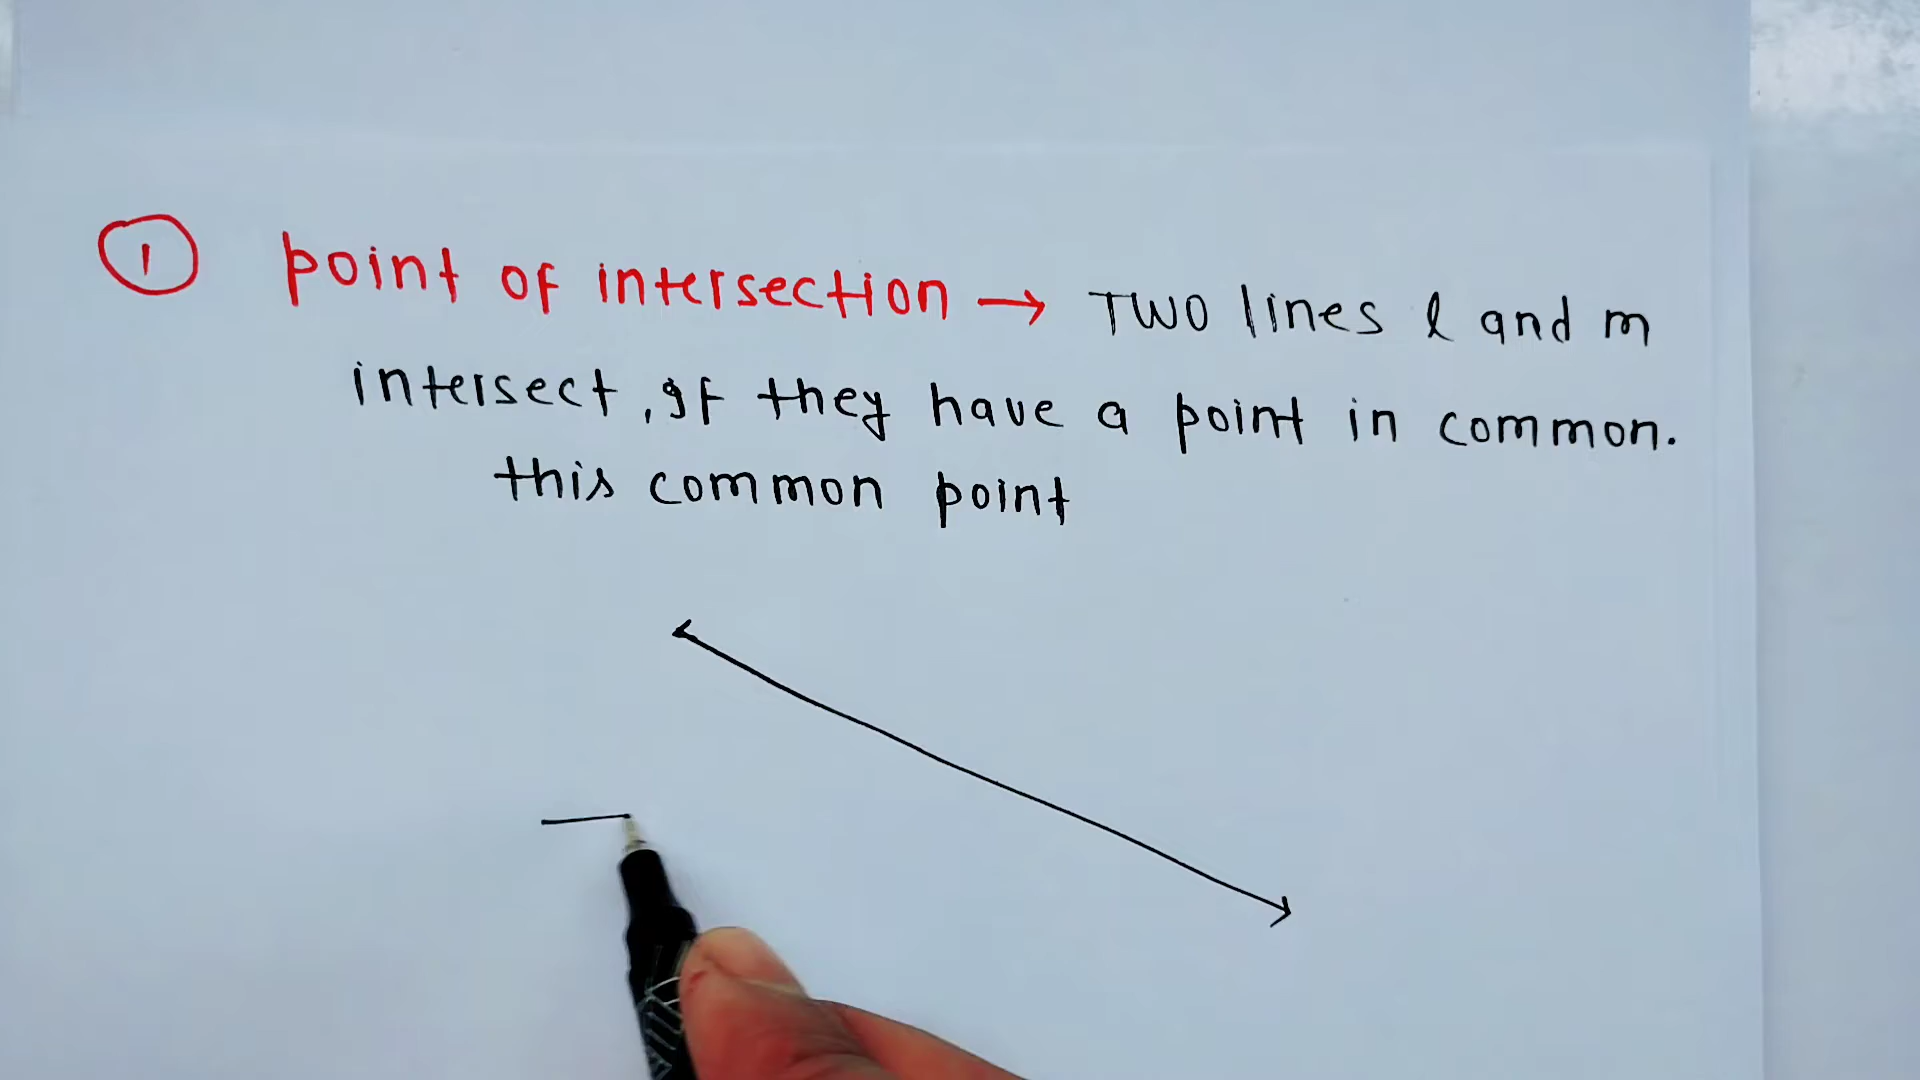 1 point of intersection → Two lines l and m
intersect, If they have a point in common.
this common point